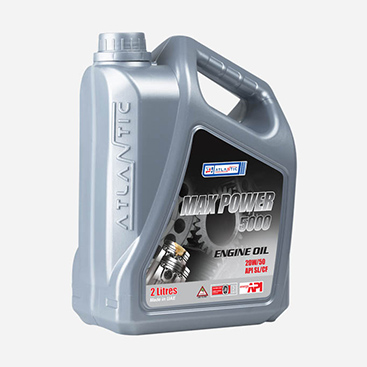 ATLANTIC
ATLANTIC
MAX POWER
5000
ENGINE OIL
20W/50
API SL/CF
2 Litres
Made in UAE
API